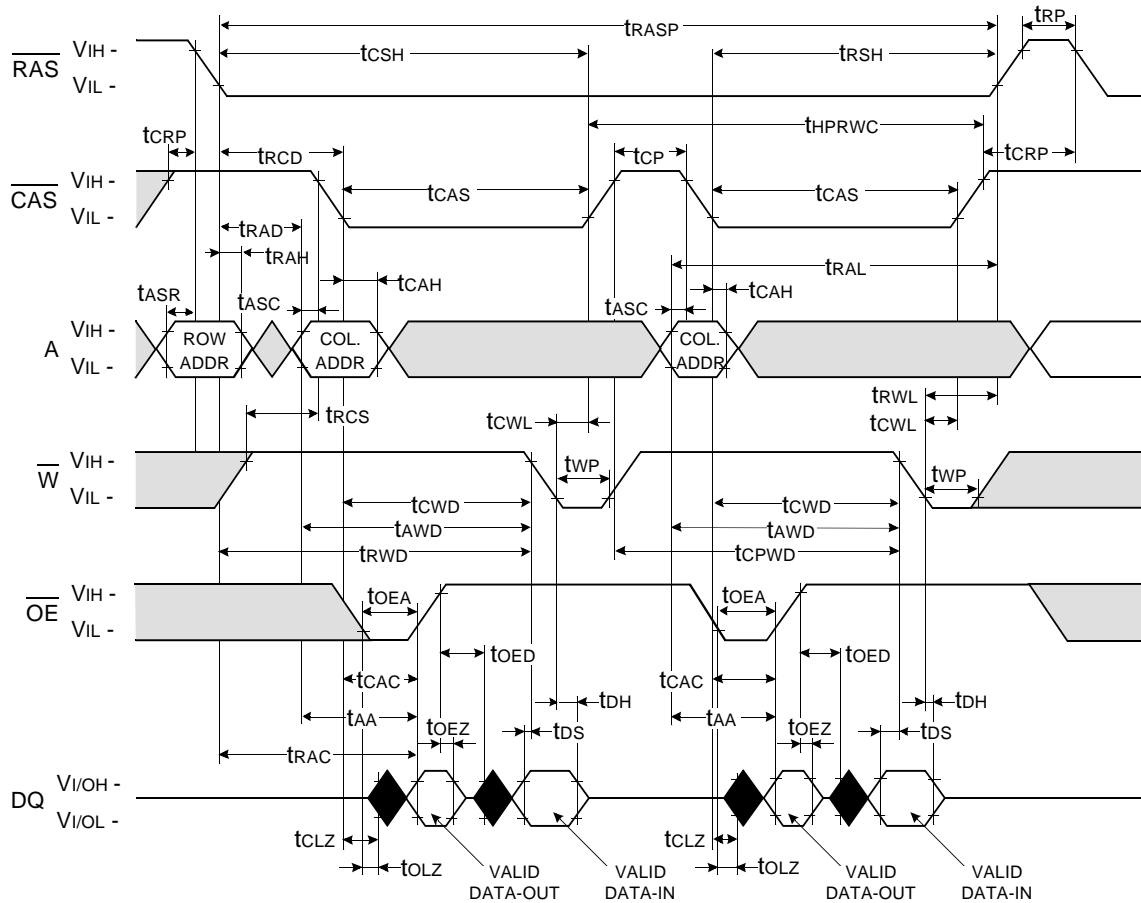 tRASP
tRP
tCSH
tRSH
RAS
VIH -
VIL -
tHPRWC
tCRP
tRCD
tCP
tCRP
CAS
VIH -
VIL -
tCAS
tCAS
tRAD
tRAH
tRAL
tCAH
tCAH
tASR
tASC
tASC
A
VIH -
VIL -
ROW
ADDR
COL.
ADDR
COL.
ADDR
tRWL
tRCS
tCWL
tCWL
W
VIH -
VIL -
tWP
tWP
tCWD
tCWD
tAWD
tAWD
tRWD
tCPWD
OE
VIH -
VIL -
tOEA
tOEA
tOED
tOED
tCAC
tCAC
tDH
tDH
tAA
tOEZ
tDS
tAA
tOEZ
tDS
tRAC
DQ
VI/OH -
VI/OL -
tCLZ
tCLZ
tOLZ
tOLZ
VALID
DATA-OUT
VALID
DATA-IN
VALID
DATA-OUT
VALID
DATA-IN